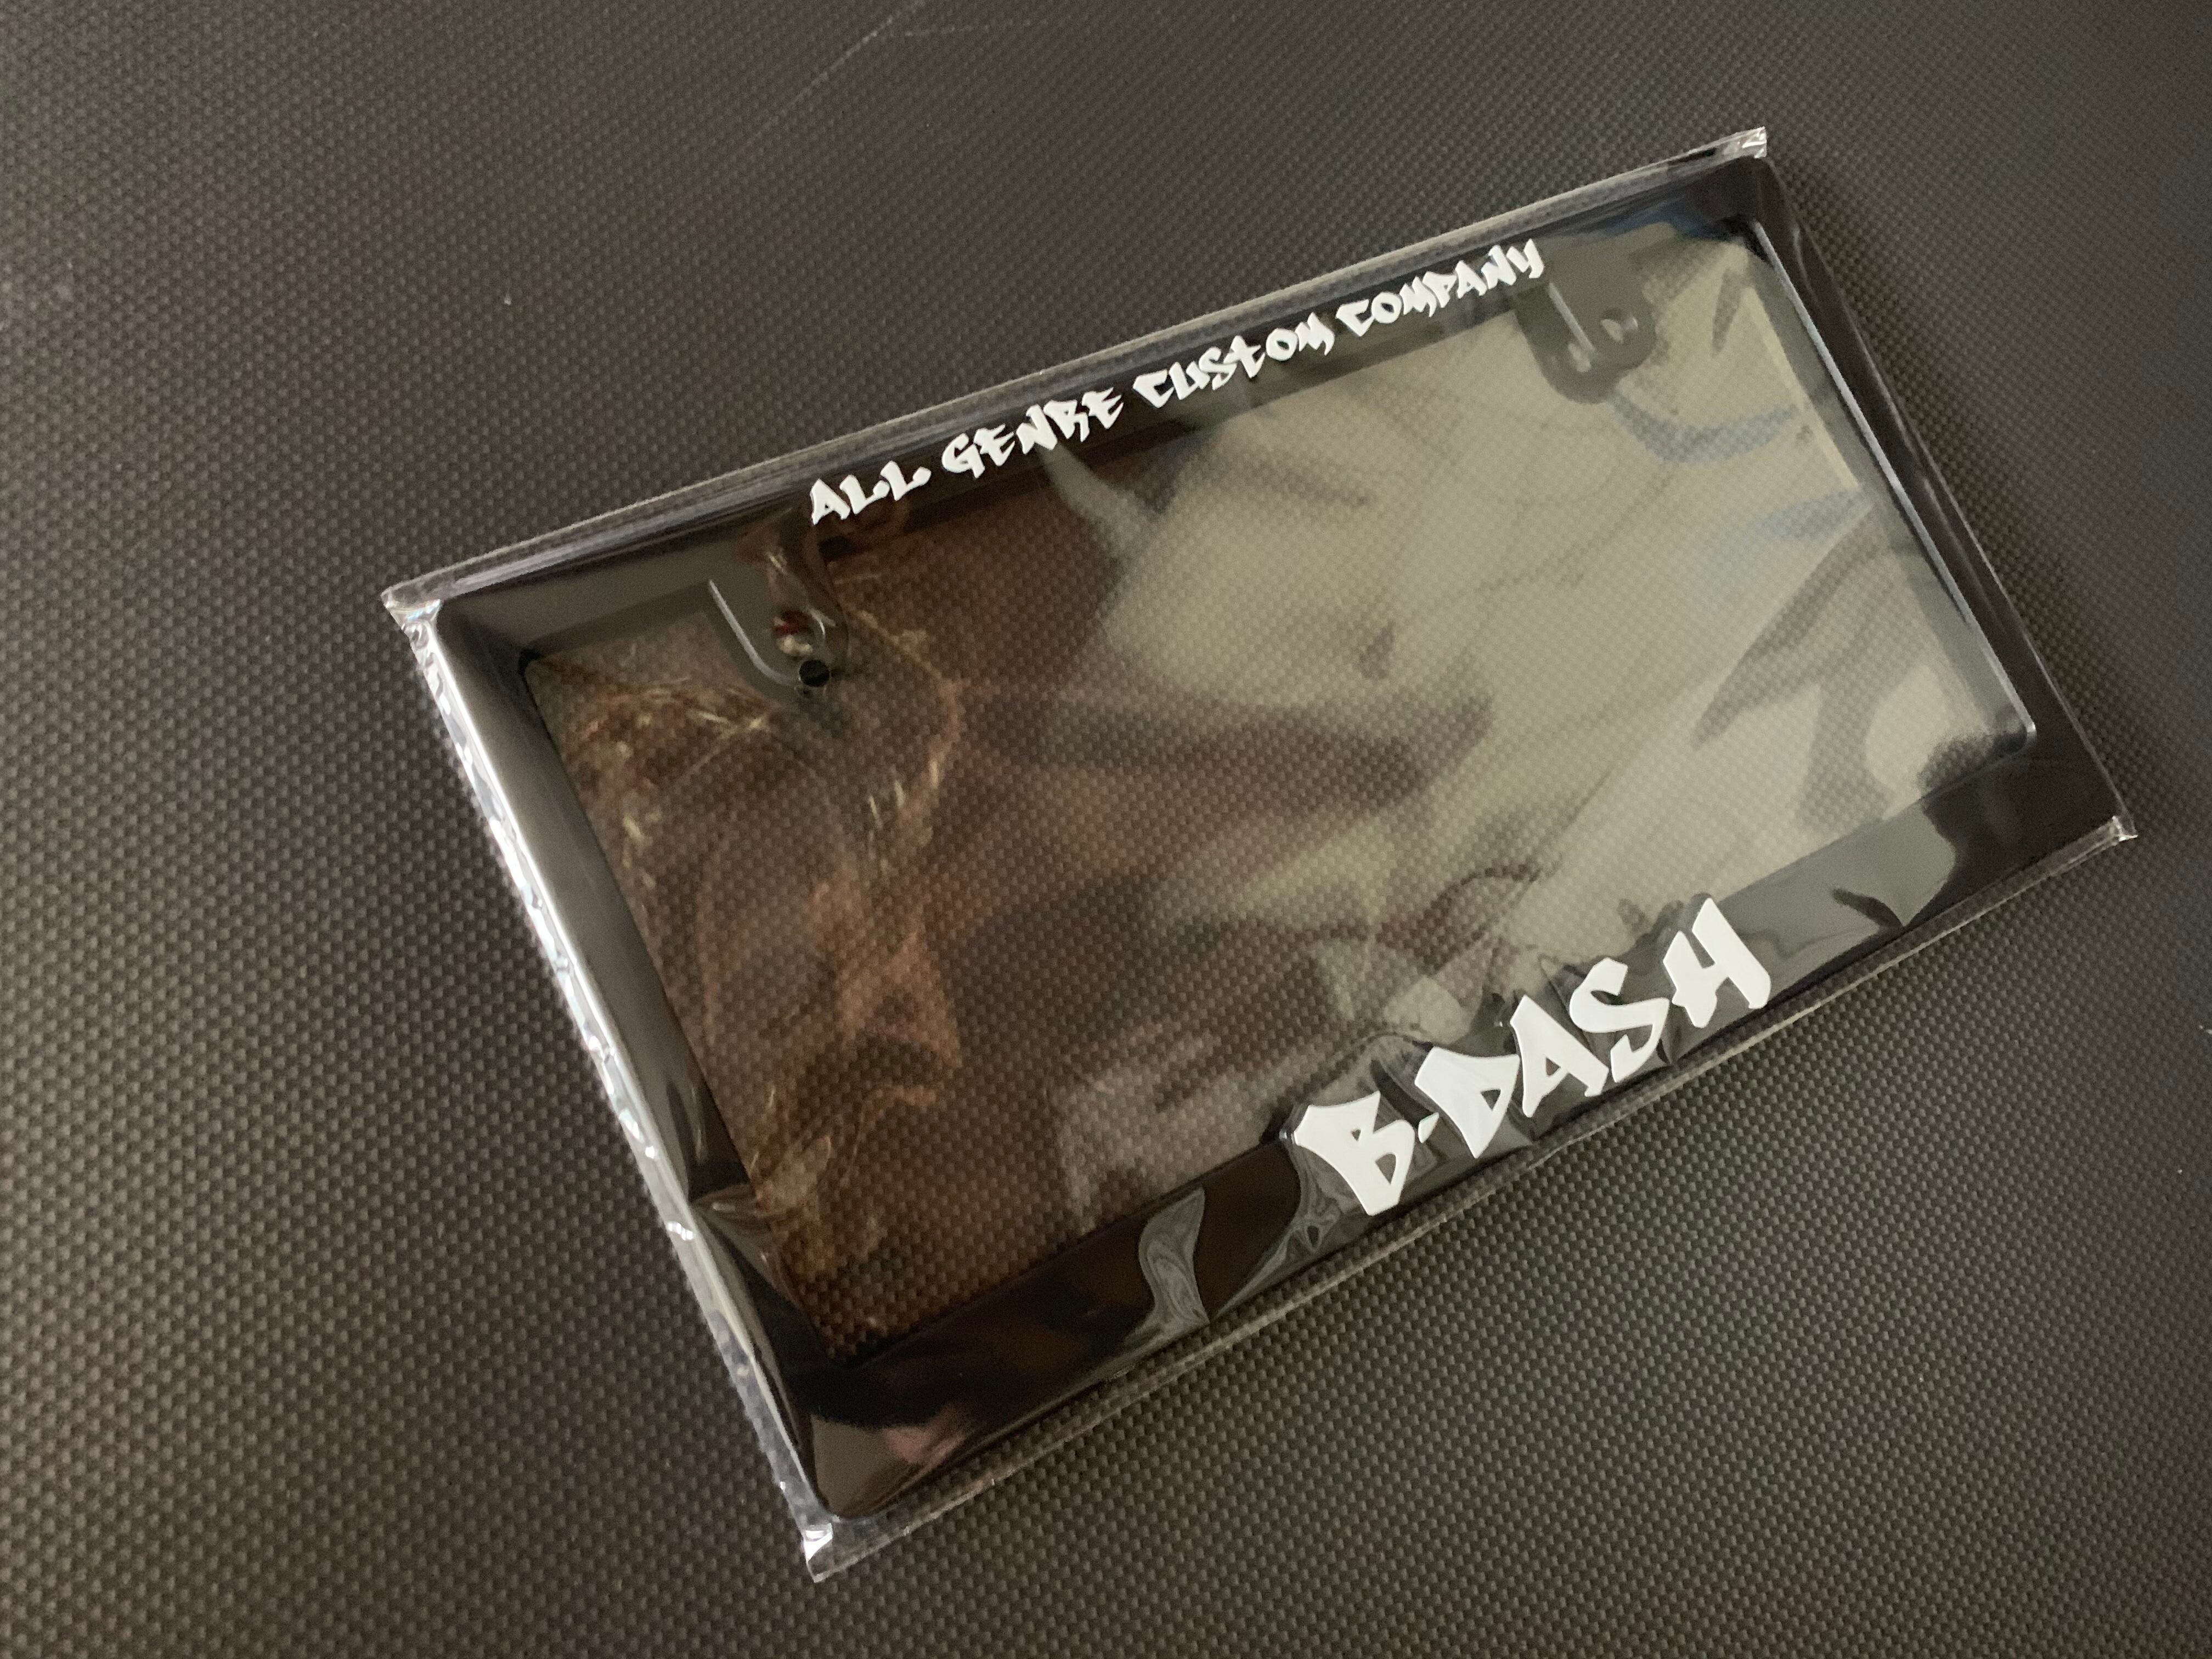 ALL GENRE CUSTOM COMPANY
B-DASH